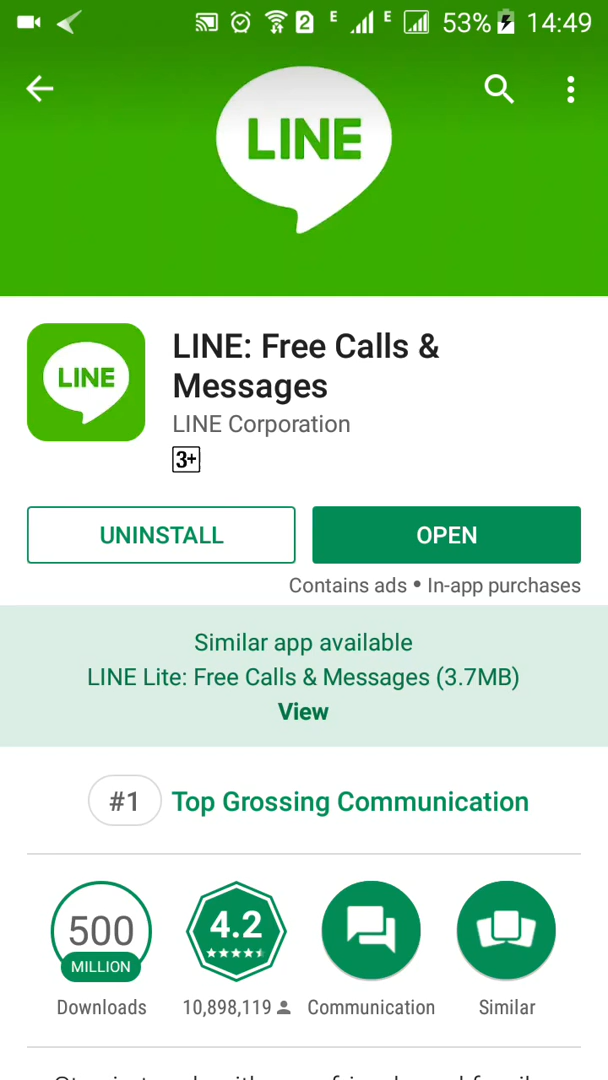 2 E E 53% 14:49
LINE
LINE
LINE: Free Calls &
Messages
LINE Corporation
3+
UNINSTALL
OPEN
Contains ads • In-app purchases
Similar app available
LINE Lite: Free Calls & Messages (3.7MB)
View
#1 Top Grossing Communication
500
MILLION
Downloads
4.2
10,898,119
Communication
Similar